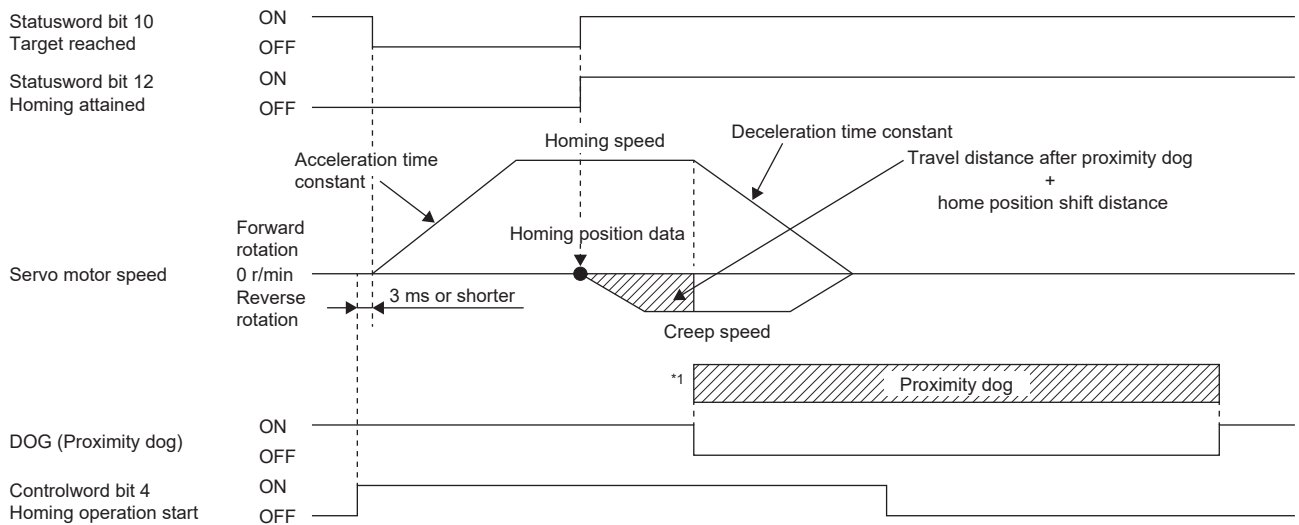 Statusword bit 10
Target reached
ON
OFF
Statusword bit 12
Homing attained
ON
OFF
Homing speed
Deceleration time constant
Acceleration time
constant
Travel distance after proximity dog
+
home position shift distance
Homing position data
Servo motor speed
Forward
rotation
0 r/min
Reverse
rotation
3 ms or shorter
Creep speed
*1
Proximity dog
DOG (Proximity dog)
ON
OFF
Controlword bit 4
Homing operation start
ON
OFF